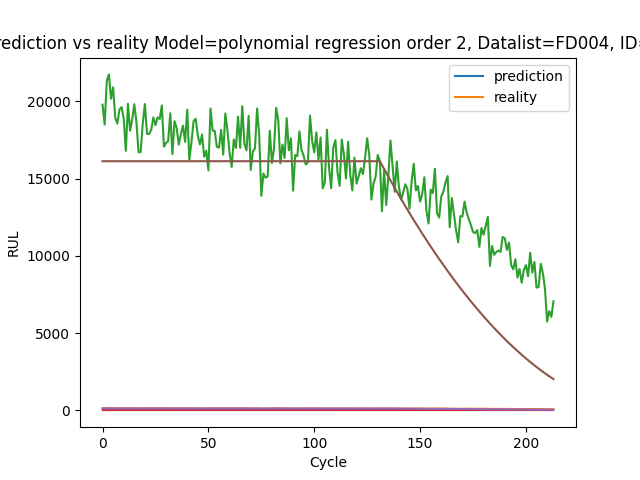 rediction vs reality Model=polynomial regression order 2, Datalist=FD004, ID=
prediction
reality
RUL
20000
15000
10000
5000
0
0 50 100 150 200
Cycle